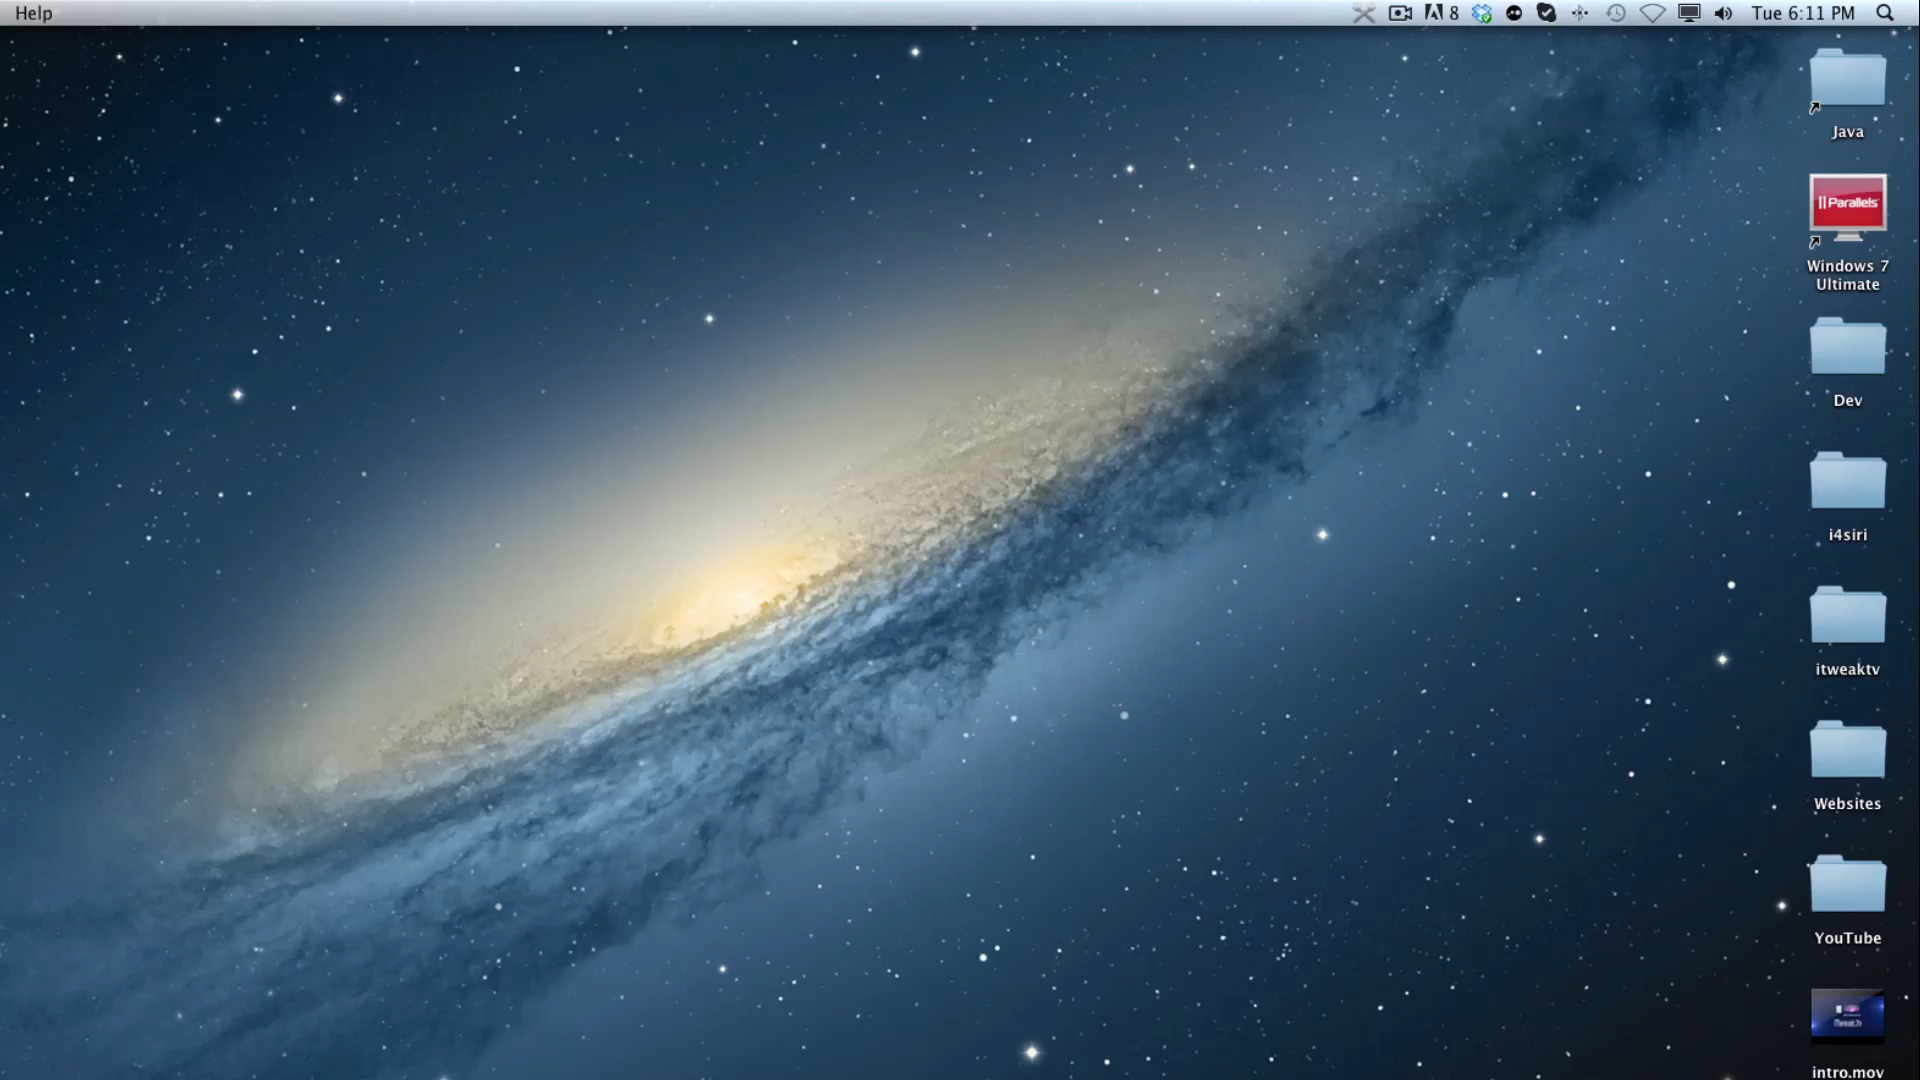 Help
8
Tue 6:11 PM
Java
Parallels
Windows 7
Ultimate
Dev
i4siri
itweaktv
Websites
YouTube
intro.mov